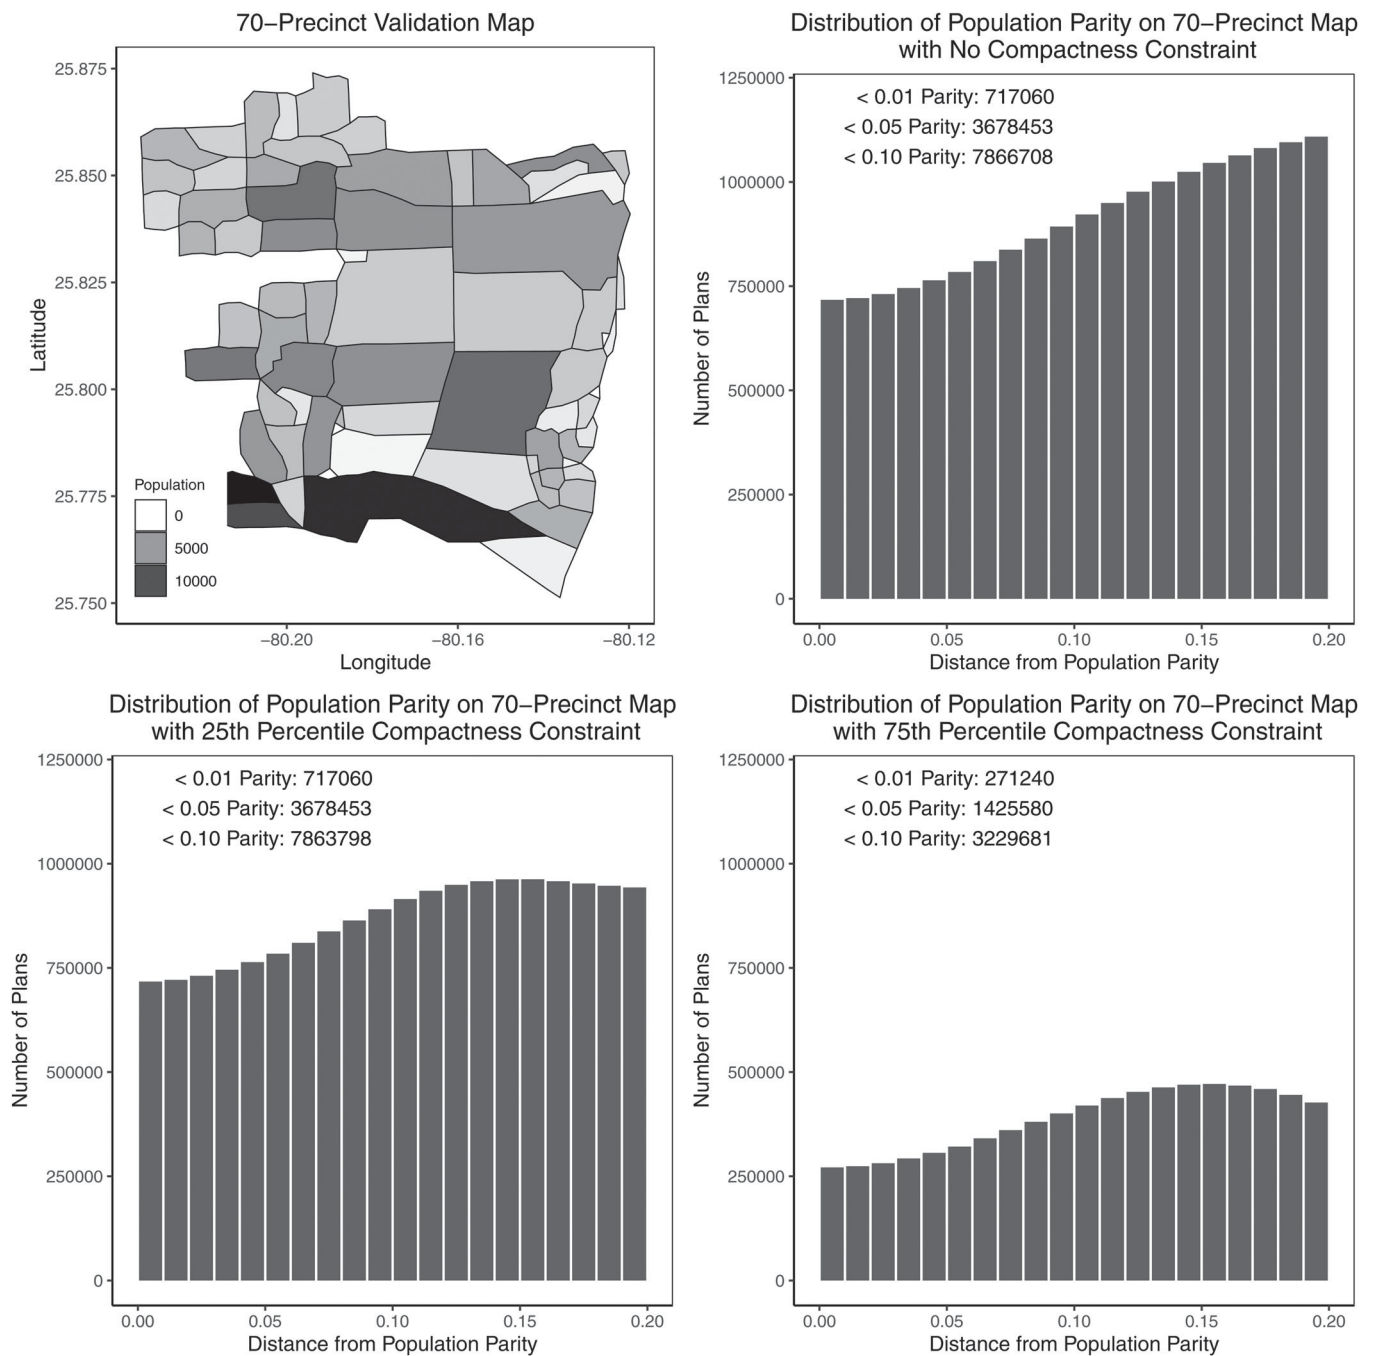 70−Precinct Validation Map
25.875
25.850
25.825
25.800
25.775
25.750
Latitude
Population
0
5000
10000
−80.20
−80.16
−80.12
Longitude
Distribution of Population Parity on 70−Precinct Map
with No Compactness Constraint
< 0.01 Parity: 717060
< 0.05 Parity: 3678453
< 0.10 Parity: 7866708
1250000
1000000
750000
500000
250000
0
Number of Plans
0.00
0.05
0.10
0.15
0.20
Distance from Population Parity
Distribution of Population Parity on 70−Precinct Map
with 25th Percentile Compactness Constraint
< 0.01 Parity: 717060
< 0.05 Parity: 3678453
< 0.10 Parity: 7863798
1250000
1000000
750000
500000
250000
0
Number of Plans
0.00
0.05
0.10
0.15
0.20
Distance from Population Parity
Distribution of Population Parity on 70−Precinct Map
with 75th Percentile Compactness Constraint
< 0.01 Parity: 271240
< 0.05 Parity: 1425580
< 0.10 Parity: 3229681
1250000
1000000
750000
500000
250000
0
Number of Plans
0.00
0.05
0.10
0.15
0.20
Distance from Population Parity